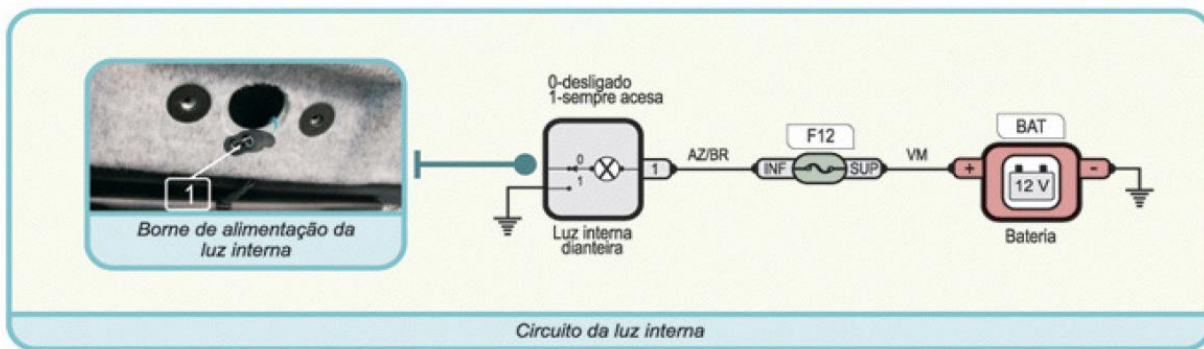 1
Borne de alimentação da
luz interna
0-desligado
1-sempre acesa
0
1
1
Luz interna
dianteira
AZ/BR
F12
INF
SUP
VM
BAT
+
-
12 V
Bateria
Circuito da luz interna